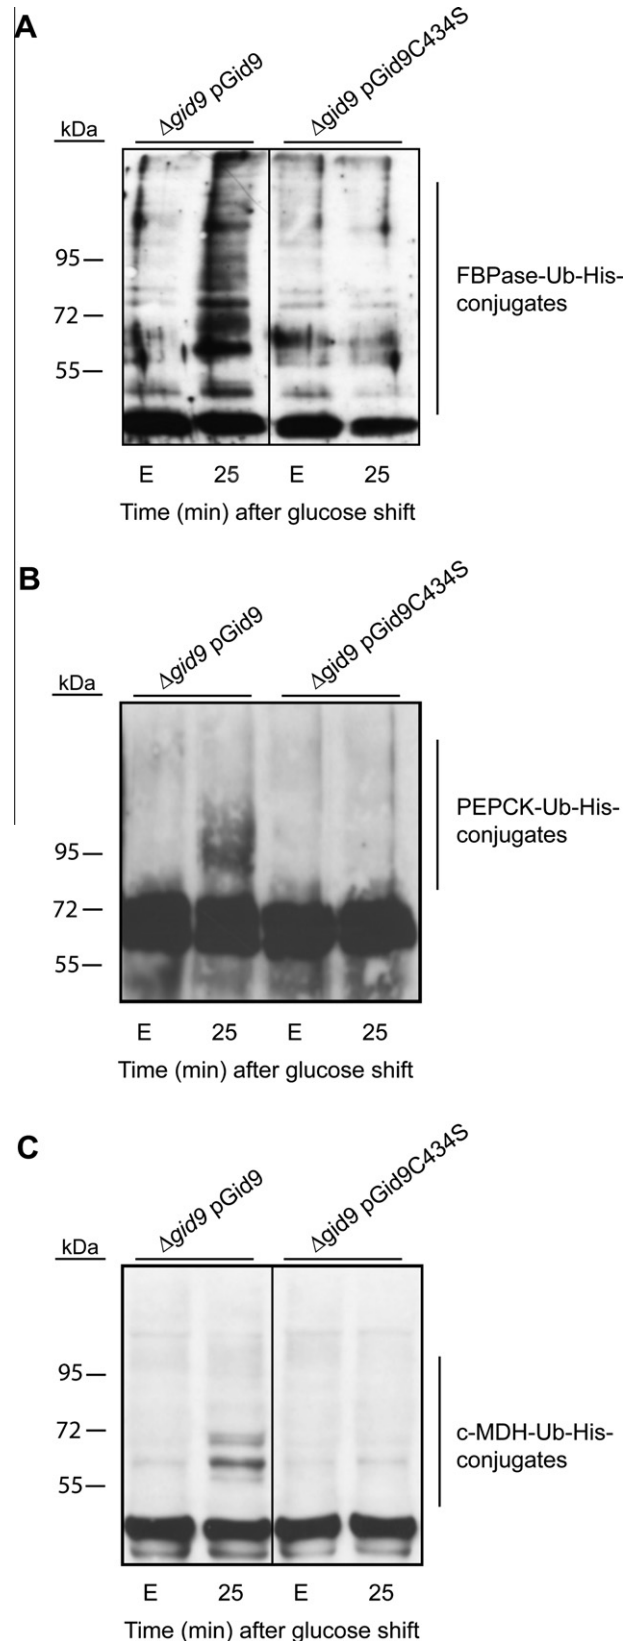 A
Δgid9 pGid9
Δgid9 pGid9C434S
kDa
95
72
55
FBPase-Ub-His-
conjugates
E 25 E 25
Time (min) after glucose shift
B
Δgid9 pGid9
Δgid9 pGid9C434S
kDa
95
72
55
PEPCK-Ub-His-
conjugates
E 25 E 25
Time (min) after glucose shift
C
Δgid9 pGid9
Δgid9 pGid9C434S
kDa
95
72
55
c-MDH-Ub-His-
conjugates
E 25 E 25
Time (min) after glucose shift